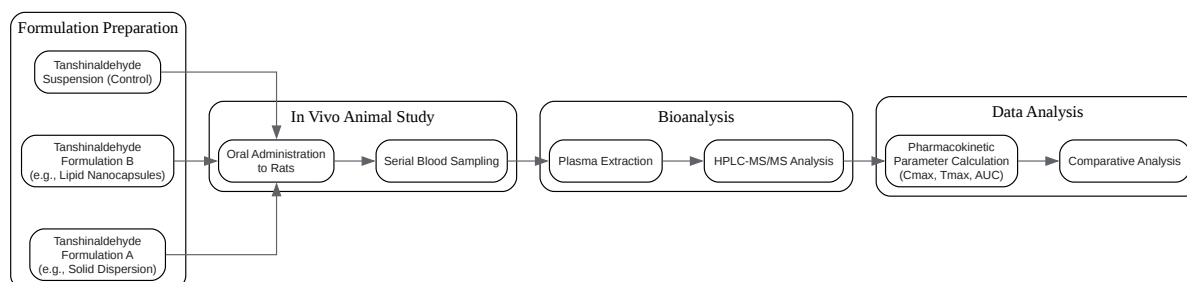 Formulation Preparation
Tanshinaldehyde
Suspension (Control)
Tanshinaldehyde
Formulation B
(e.g., Lipid Nanocapsules)
Tanshinaldehyde
Formulation A
(e.g., Solid Dispersion)
In Vivo Animal Study
Oral Administration
to Rats
Serial Blood Sampling
Bioanalysis
Plasma Extraction
HPLC-MS/MS Analysis
Data Analysis
Pharmacokinetic
Parameter Calculation
(Cmax, Tmax, AUC)
Comparative Analysis